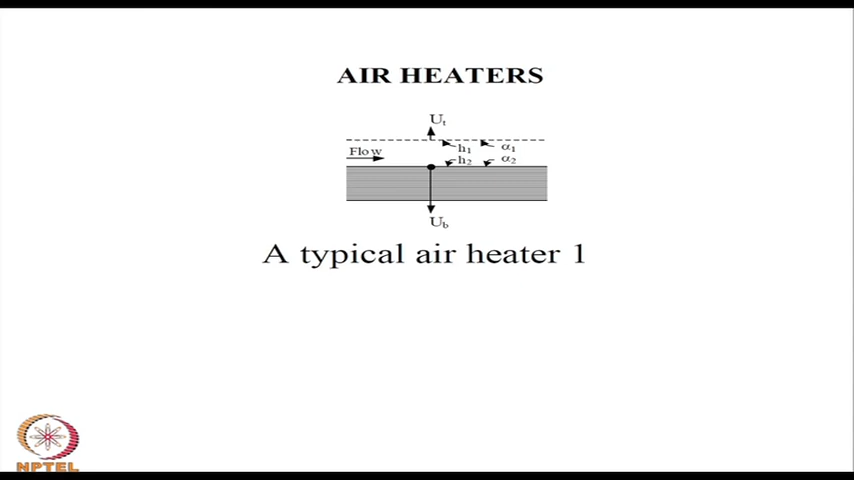 AIR HEATERS
Ut
Flow
h1
α1
h2
α2
Ub
A typical air heater 1
NPTEL